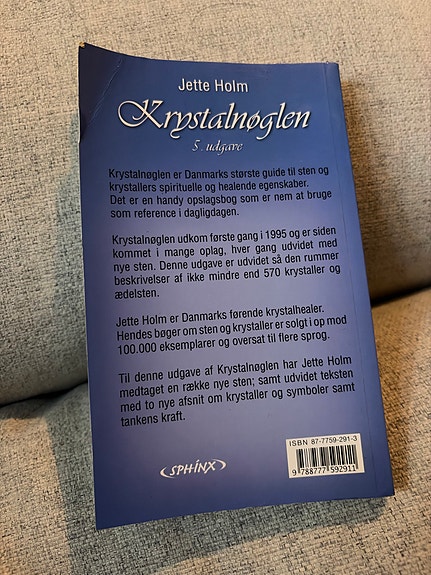 Jette Holm
Krystalnøglen
5. udgave
Krystalnøglen er Danmarks største guide til sten og
krystallers spirituelle og healende egenskaber.
Det er en handy opslagsbog som er nem at bruge
som reference i dagligdagen.
Krystalnøglen udkom første gang i 1995 og er siden
kommet i mange oplag, hver gang udvidet med
nye sten. Denne udgave er udvidet så den rummer
beskrivelser af ikke mindre end 570 krystaller og
ædelsten.
Jette Holm er Danmarks førende krystalhealer.
Hendes bøger om sten og krystaller er solgt i op mod
100.000 eksemplarer og oversat til flere sprog.
Til denne udgave af Krystalnøglen har Jette Holm
medtaget en række nye sten; samt udvidet teksten
med to nye afsnit om krystaller og symboler samt
tankens kraft.
ISBN 87-7759-291-3
9 788777 592911
SPHINX